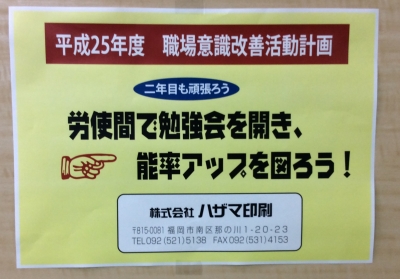 平成25年度 職場意識改善活動計画
二年目も頑張ろう
労使間で勉強会を開き、
能率アップを図ろう!
株式会社 ハザマ印刷
〒815-0081 福岡市南区那の川1-20-23
TEL092(521)5138 FAX092(531)4153